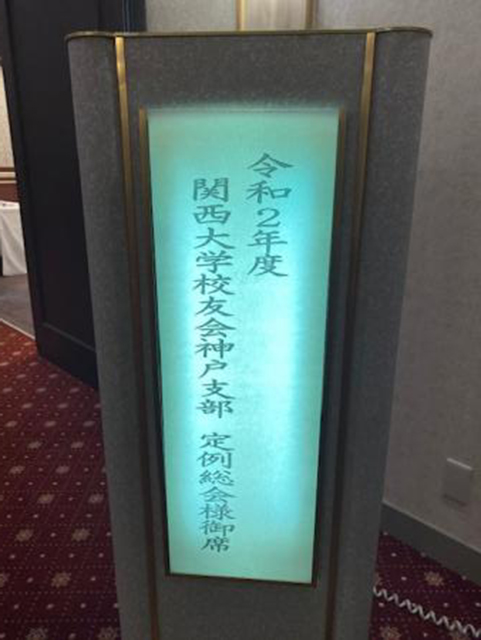 令和2年度
関西大学校友会神戸支部 定例総会様御席